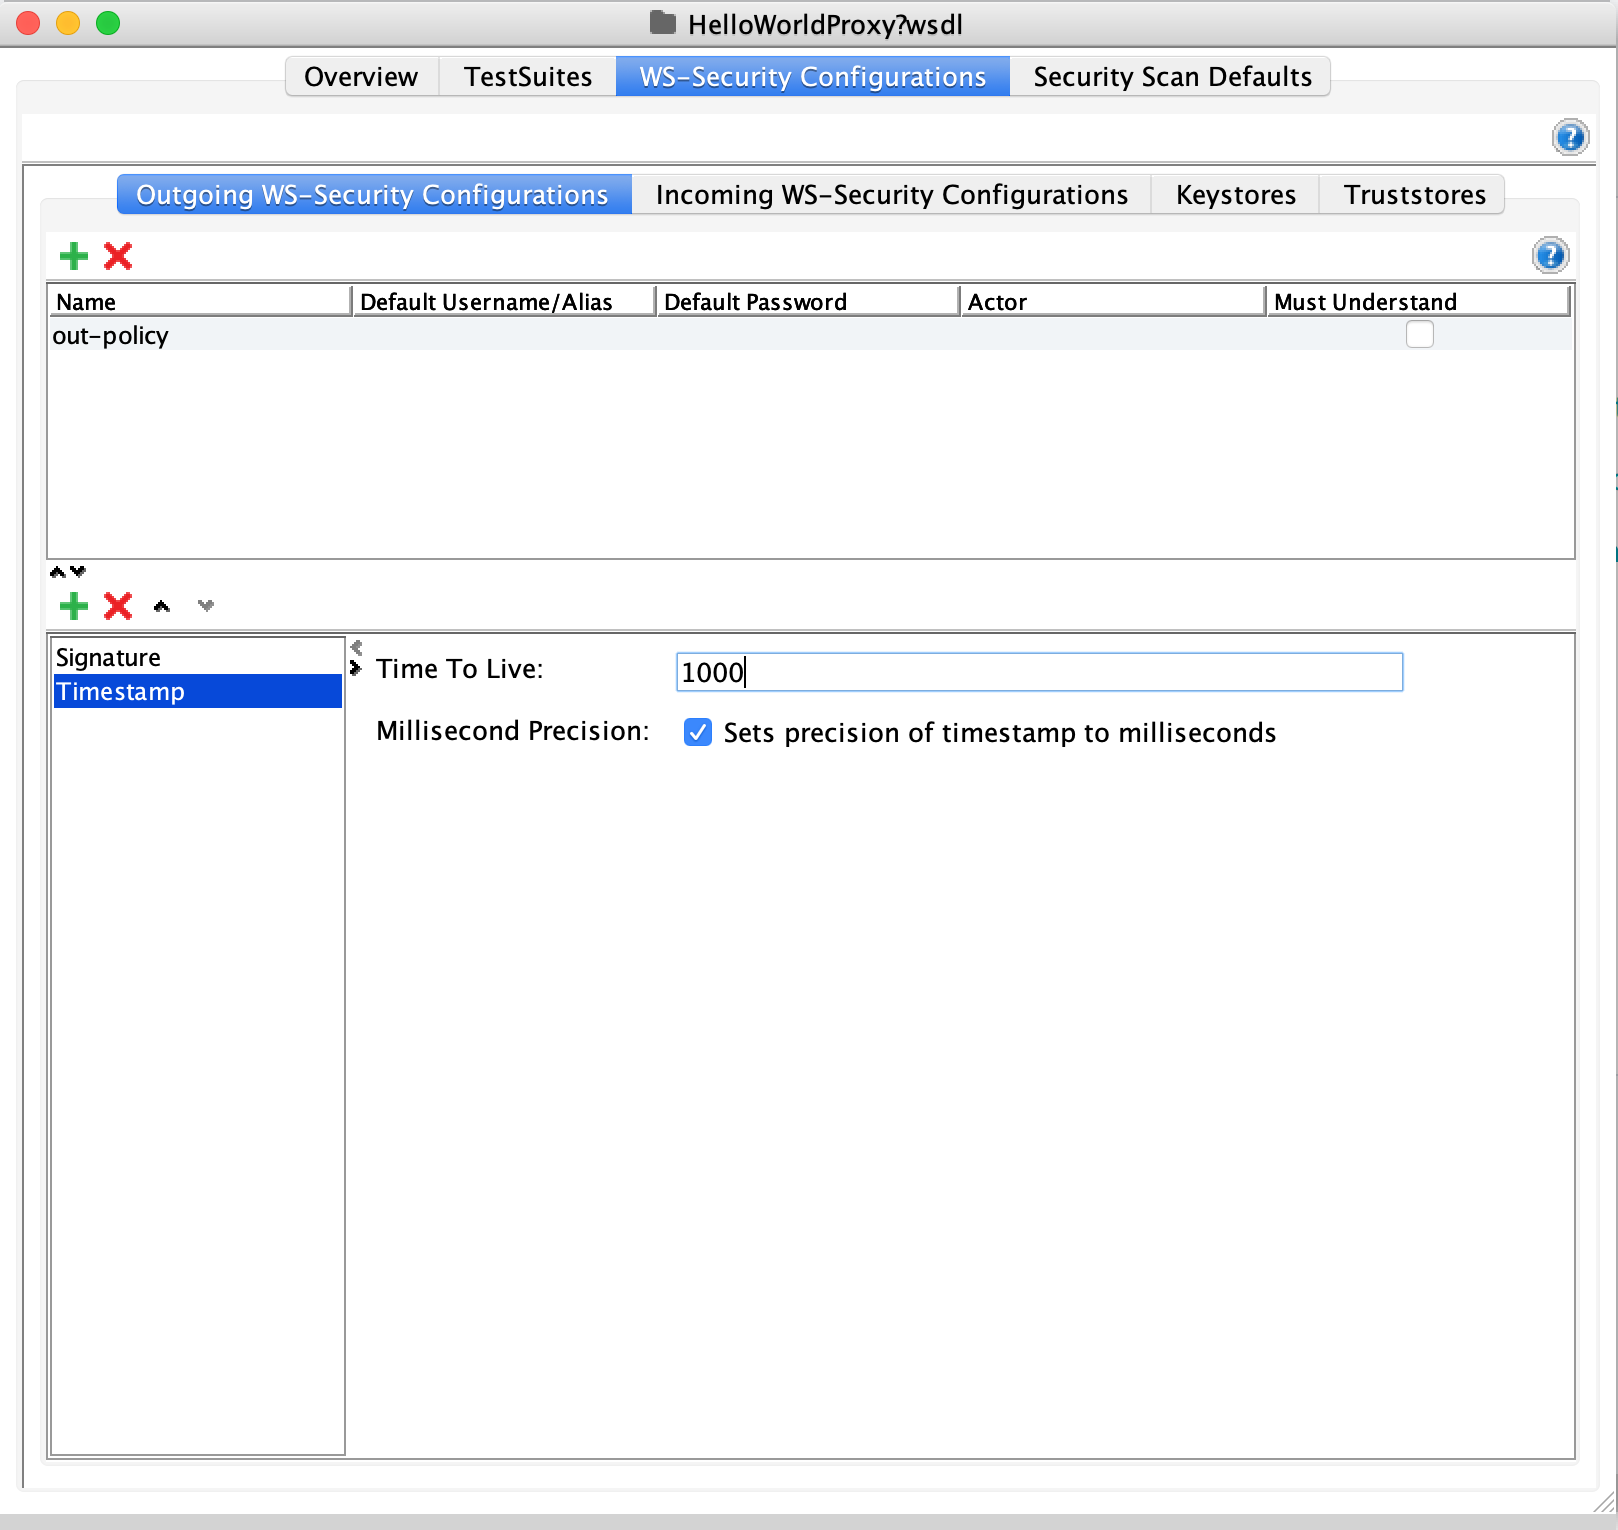 HelloWorldProxy?wsdl
Overview TestSuites WS-Security Configurations Security Scan Defaults
Outgoing WS-Security Configurations Incoming WS-Security Configurations Keystores Truststores
Name Default Username/Alias Default Password Actor Must Understand
out-policy
Signature
Timestamp
Time To Live: 1000
Millisecond Precision: Sets precision of timestamp to milliseconds